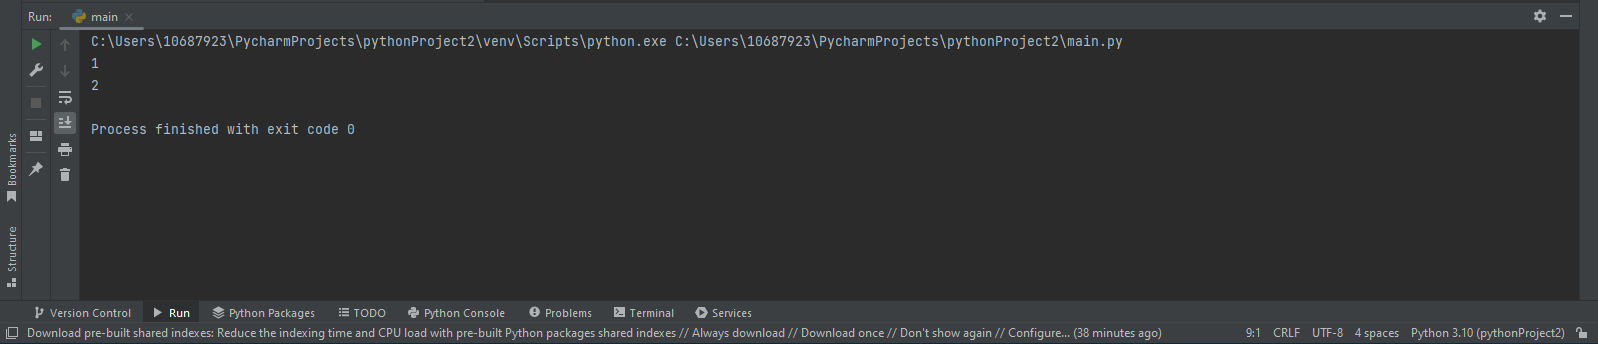 Run: main
C:\Users\10687923\PycharmProjects\pythonProject2\venv\Scripts\python.exe C:\Users\10687923\PycharmProjects\pythonProject2\main.py
1
2
Process finished with exit code 0
Bookmarks
Structure
Version Control Run Python Packages TODO Python Console Problems Terminal Services
Download pre-built shared indexes: Reduce the indexing time and CPU load with pre-built Python packages shared indexes // Always download // Download once // Don't show again // Configure... (38 minutes ago) 9:1 CRLF UTF-8 4 spaces Python 3.10 (pythonProject2)